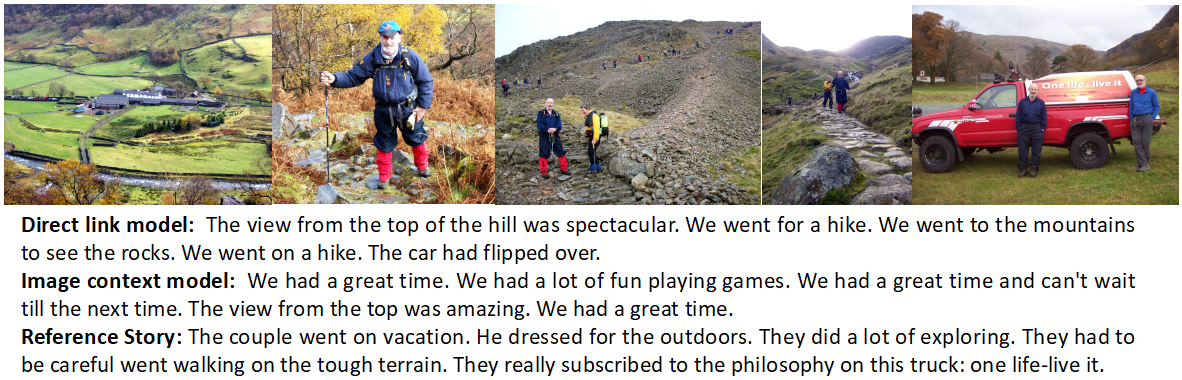 One life - live it
Direct link model: The view from the top of the hill was spectacular. We went for a hike. We went to the mountains
to see the rocks. We went on a hike. The car had flipped over.
Image context model: We had a great time. We had a lot of fun playing games. We had a great time and can't wait
till the next time. The view from the top was amazing. We had a great time.
Reference Story: The couple went on vacation. He dressed for the outdoors. They did a lot of exploring. They had to
be careful went walking on the tough terrain. They really subscribed to the philosophy on this truck: one life-live it.